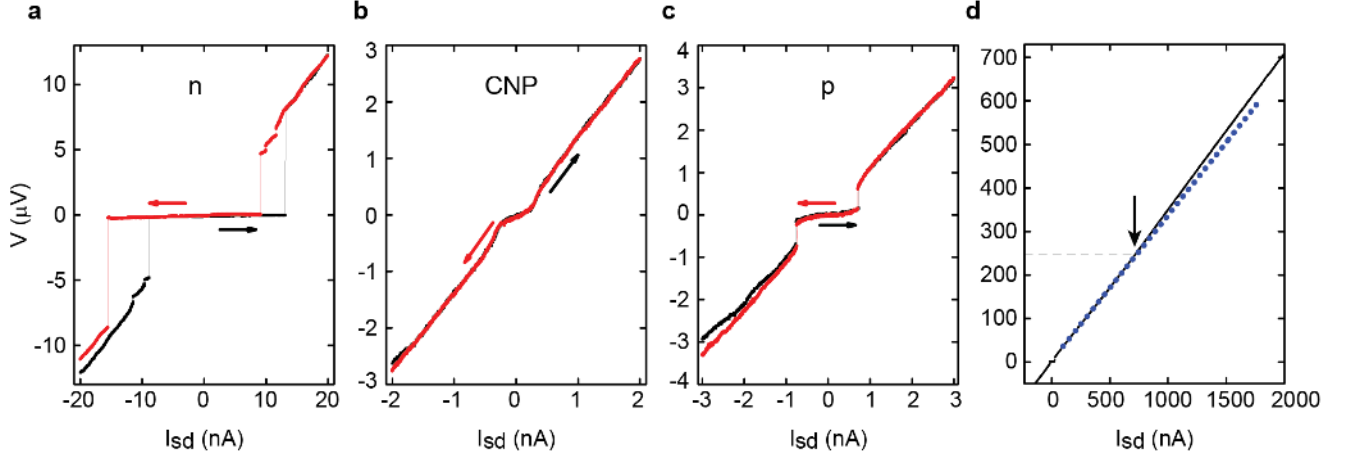 a
b
c
d
n
CNP
p
V (μV)
10
5
0
-5
-10
3
2
1
0
-1
-2
-3
4
3
2
1
0
-1
-2
-3
-4
700
600
500
400
300
200
100
0
-20 -10 0 10 20
-2 -1 0 1 2
-3 -2 -1 0 1 2 3
0 500 1000 1500 2000
Isd (nA)
Isd (nA)
Isd (nA)
Isd (nA)